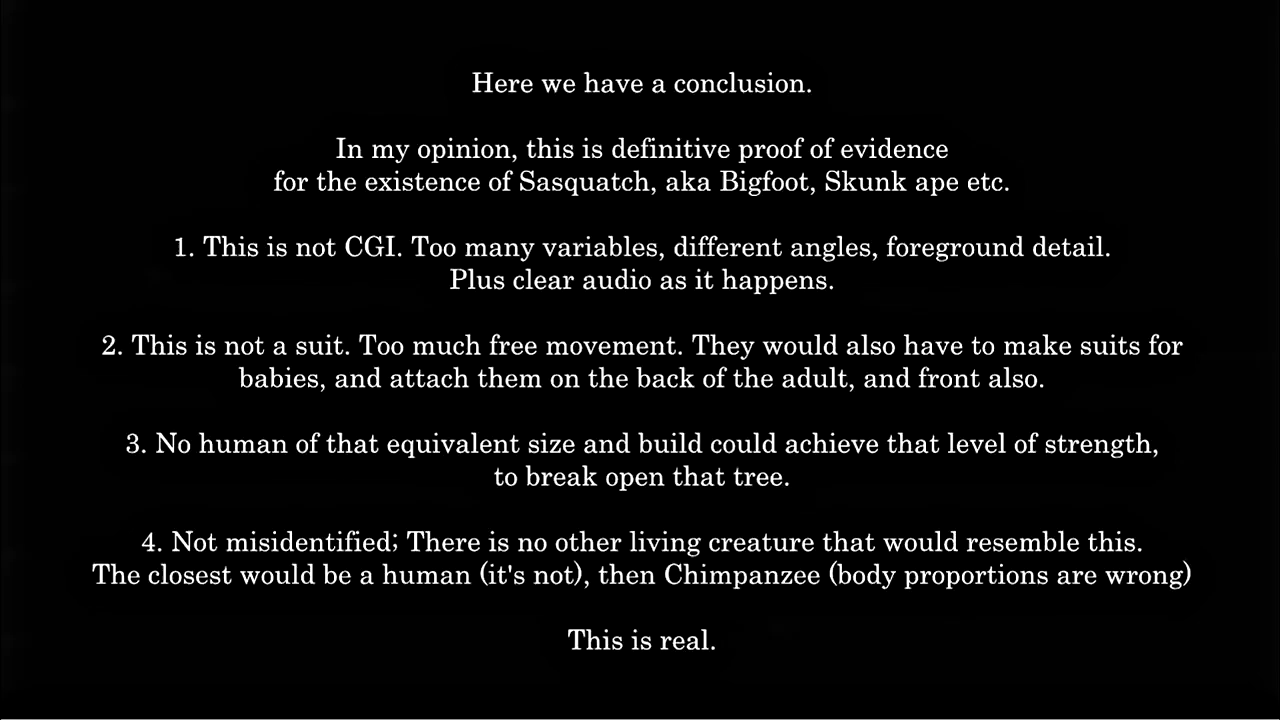 Here we have a conclusion.
In my opinion, this is definitive proof of evidence
for the existence of Sasquatch, aka Bigfoot, Skunk ape etc.
1. This is not CGI. Too many variables, different angles, foreground detail.
Plus clear audio as it happens.
2. This is not a suit. Too much free movement. They would also have to make suits for
babies, and attach them on the back of the adult, and front also.
3. No human of that equivalent size and build could achieve that level of strength,
to break open that tree.
4. Not misidentified; There is no other living creature that would resemble this.
The closest would be a human (it's not), then Chimpanzee (body proportions are wrong)
This is real.